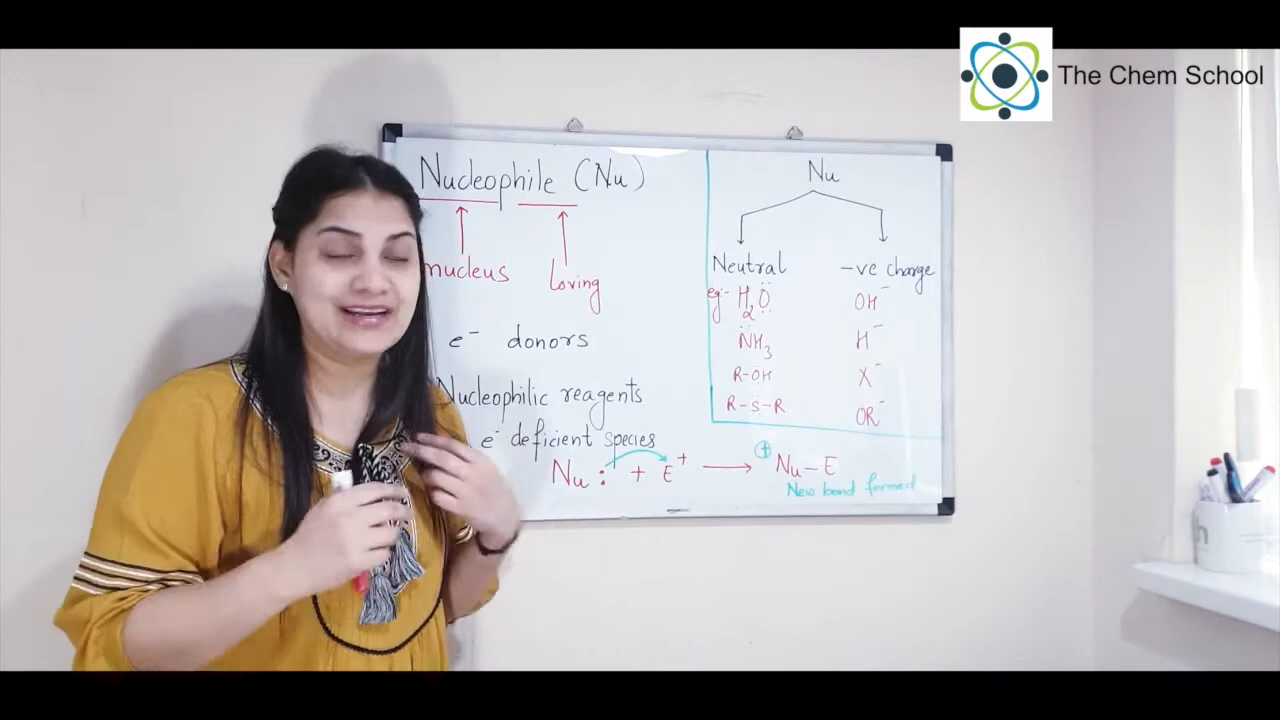 The Chem School
Nucleophile (Nu)
nucleus loving
e⁻ donors
Nucleophilic reagents
e⁻ deficient species
Nu: + E⁺ → ⊕Nu–E
New bond formed
Nu
Neutral -ve charge
eg:- H₂O OH⁻
NH₃ H⁻
R-OH X⁻
R-S-R OR⁻